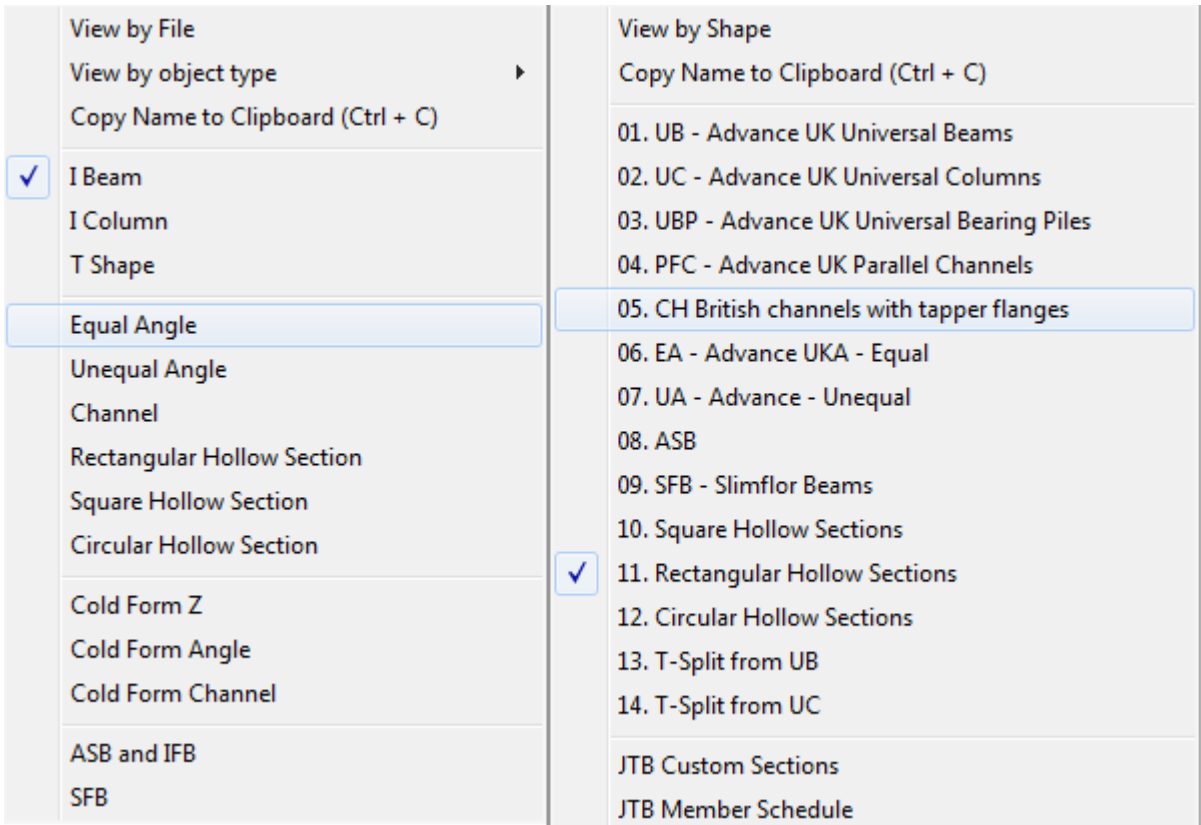 View by File
View by object type
Copy Name to Clipboard (Ctrl + C)
I Beam
I Column
T Shape
Equal Angle
Unequal Angle
Channel
Rectangular Hollow Section
Square Hollow Section
Circular Hollow Section
Cold Form Z
Cold Form Angle
Cold Form Channel
ASB and IFB
SFB
View by Shape
Copy Name to Clipboard (Ctrl + C)
01. UB - Advance UK Universal Beams
02. UC - Advance UK Universal Columns
03. UBP - Advance UK Universal Bearing Piles
04. PFC - Advance UK Parallel Channels
05. CH British channels with tapper flanges
06. EA - Advance UKA - Equal
07. UA - Advance - Unequal
08. ASB
09. SFB - Slimflor Beams
10. Square Hollow Sections
11. Rectangular Hollow Sections
12. Circular Hollow Sections
13. T-Split from UB
14. T-Split from UC
JTB Custom Sections
JTB Member Schedule